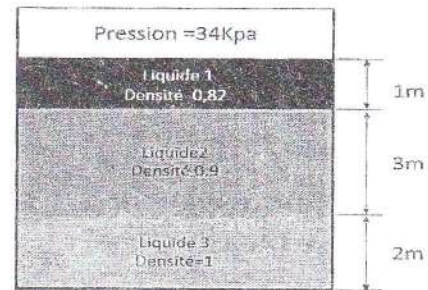 Pression =34Kpa
Liquide 1
Densité 0,82
1m
Liquide2
Densité 0.9
3m
Liquide 3
Densité=1
2m